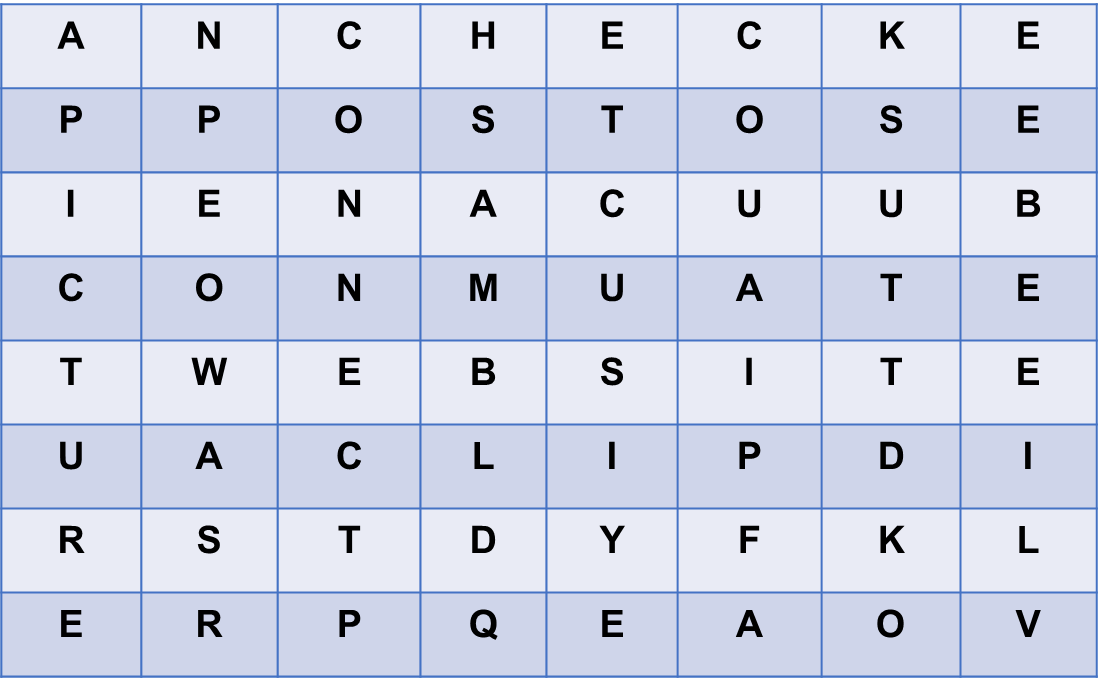 A N C H E C K E
P P O S T O S E
I E N A C U U B
C O N M U A T E
T W E B S I T E
U A C L I P D I
R S T D Y F K L
E R P Q E A O V